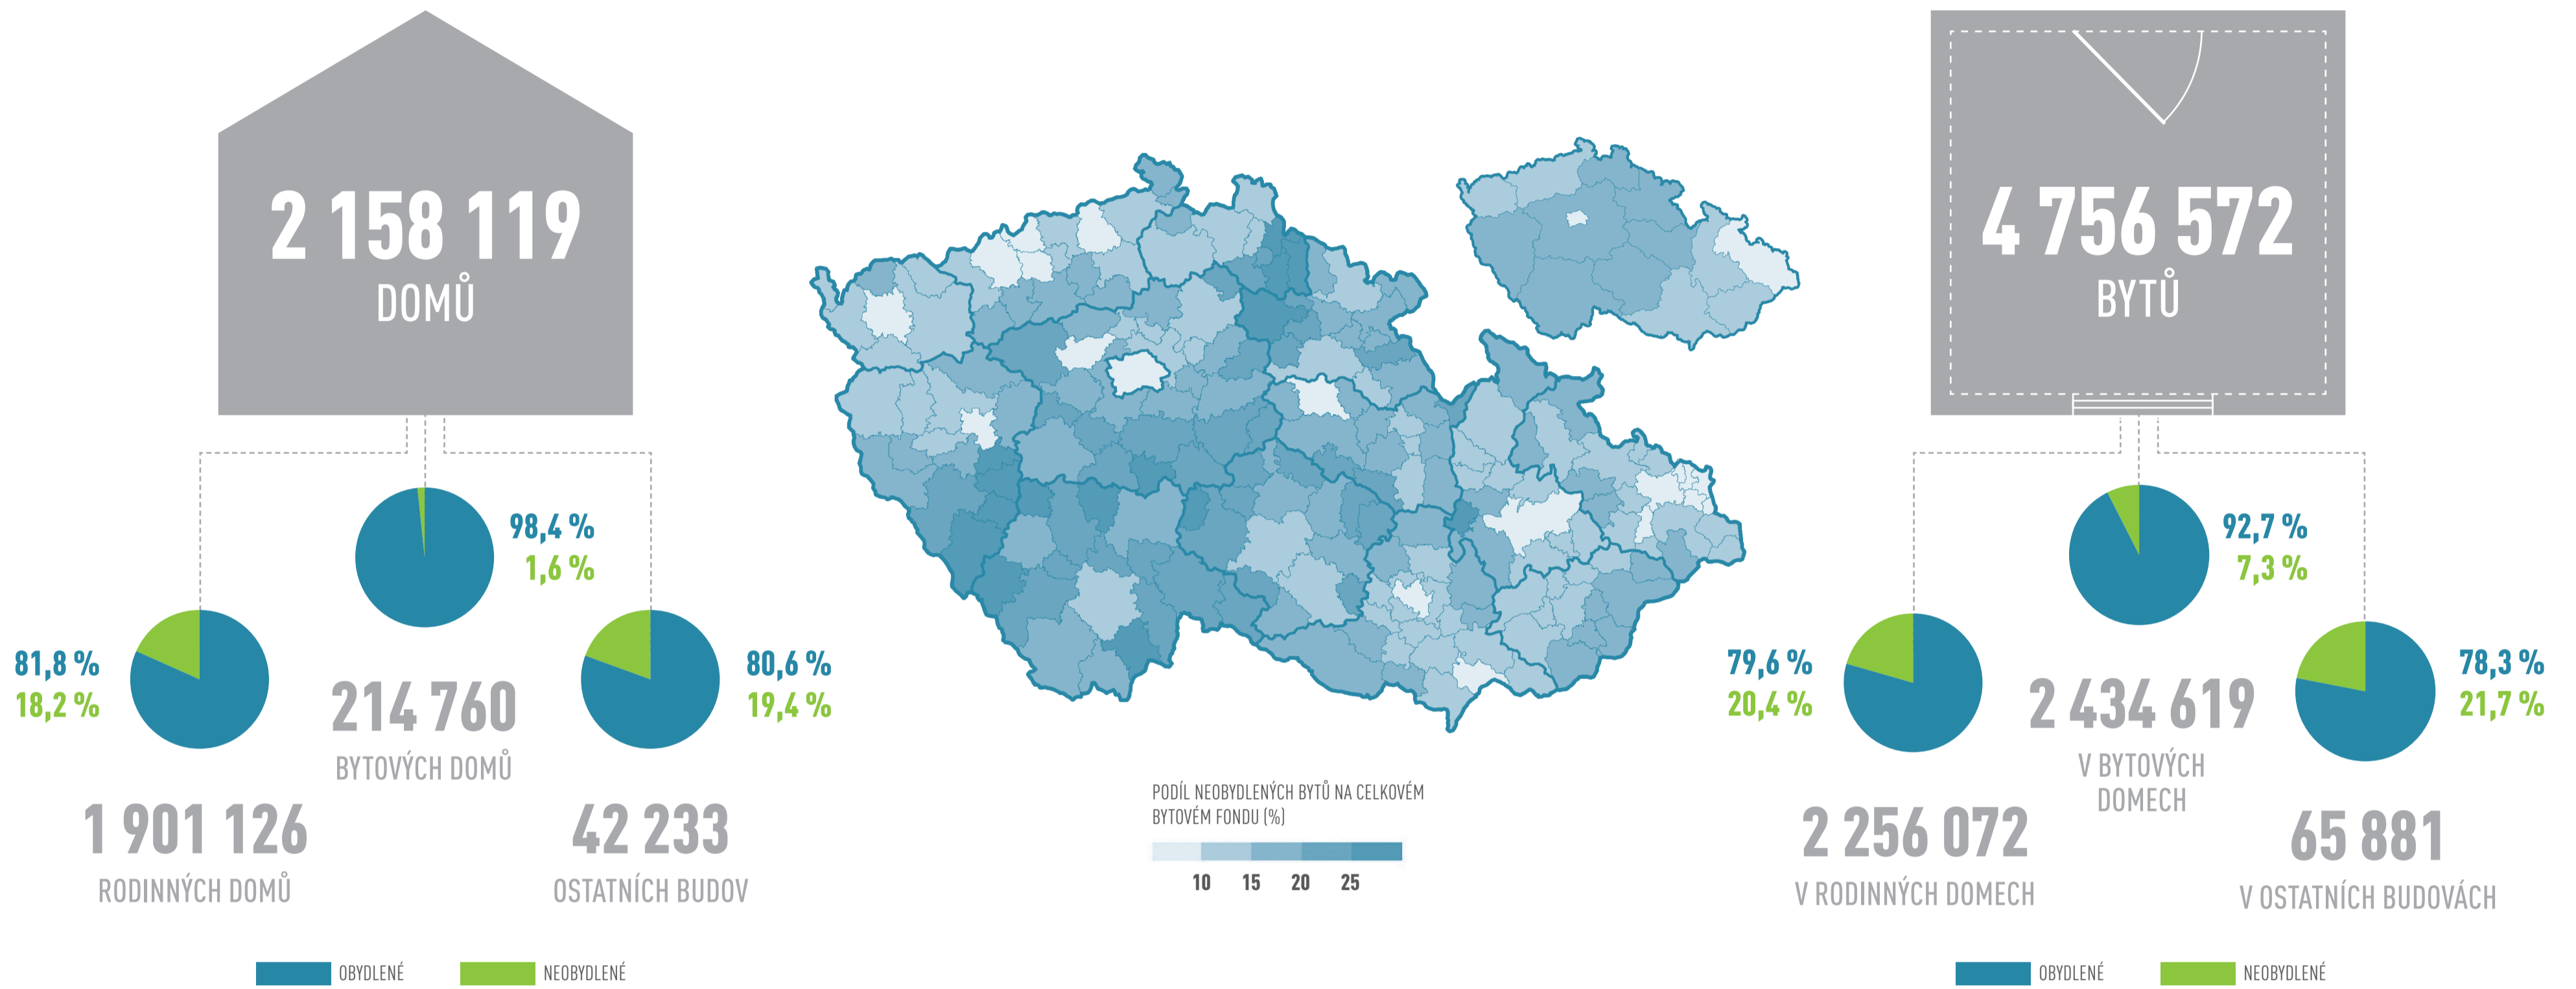 2 158 119
DOMŮ
98,4 %
1,6 %
81,8 %
18,2 %
80,6 %
19,4 %
214 760
BYTOVÝCH DOMŮ
1 901 126
RODINNÝCH DOMŮ
42 233
OSTATNÍCH BUDOV
OBYDLENÉ
NEOBYDLENÉ
PODÍL NEOBYDLENÝCH BYTŮ NA CELKOVÉM
BYTOVÉM FONDU (%)
10 15 20 25
4 756 572
BYTŮ
92,7 %
7,3 %
79,6 %
20,4 %
78,3 %
21,7 %
2 434 619
V BYTOVÝCH
DOMECH
2 256 072
V RODINNÝCH DOMECH
65 881
V OSTATNÍCH BUDOVÁCH
OBYDLENÉ
NEOBYDLENÉ